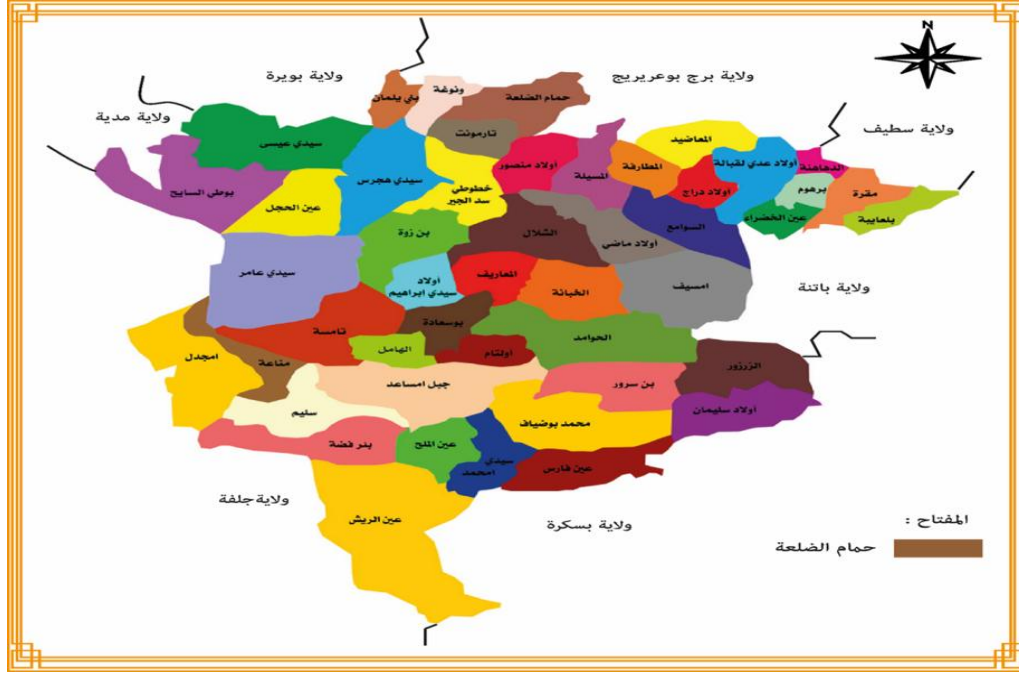 N
ولاية برج بوعريريج
ولاية بويرة
ولاية سطيف
ولاية مدية
ونوغة
بني يلمان
حمام الضلعة
تارمونت
المعاضيد
سيدي عيسى
أولاد عدي لقبالة
الدهاهنة
المطارفة
أولاد منصور
المسيلة
بوطي السايح
سيدي هجرس
خطوطي
سد الجير
أولاد دراج
برهوم
مقرة
عين الحجل
عين الخضراء
بلعايبة
السوامع
بن زوة
الشلال
أولاد ماضي
سيدي عامر
المعاريف
أولاد
سيدي ابراهيم
الخبانة
امسيف
ولاية باتنة
بوسعادة
تامسة
الحوامد
الهامل
أولتام
امجدل
مناعة
الزرزور
جبل امساعد
بن سرور
سليم
أولاد سليمان
محمد بوضياف
بئر فضة
عين الملح
سيدي
امحمد
عين فارس
ولاية جلفة
عين الريش
ولاية بسكرة
المفتاح :
حمام الضلعة